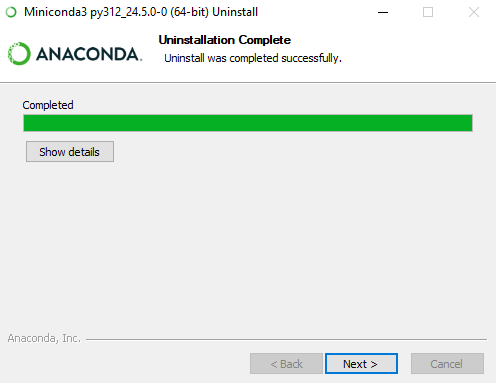 Miniconda3 py312_24.5.0-0 (64-bit) Uninstall
ANACONDA.
Uninstallation Complete
Uninstall was completed successfully.
Completed
Show details
Anaconda, Inc.
< Back
Next >
Cancel